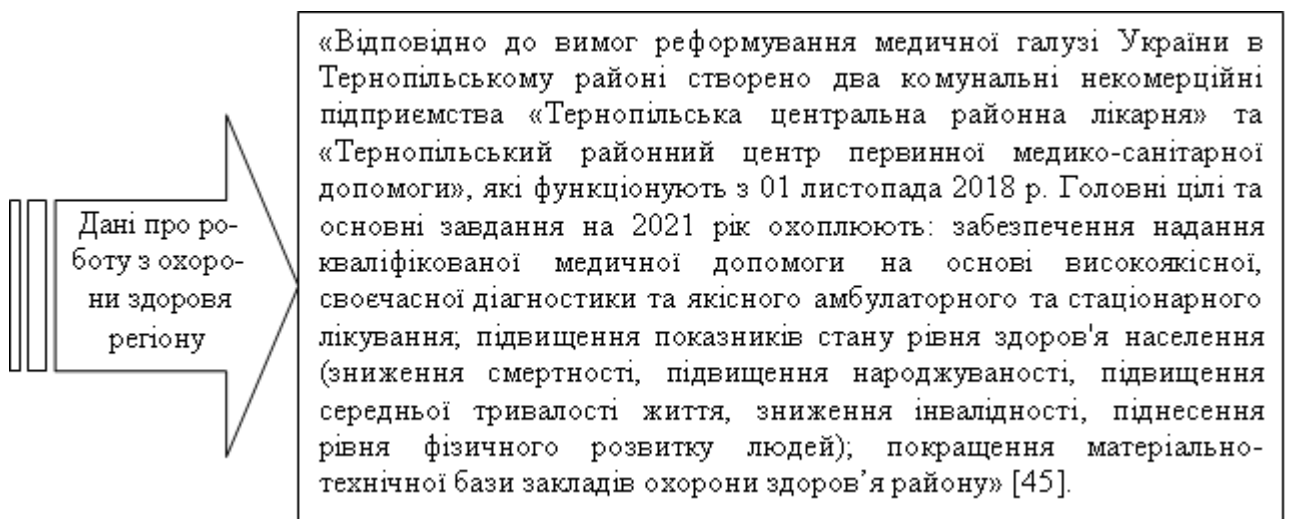 Дані про ро-
боту з охоро-
ни здоровя
регіону
«Відповідно до вимог реформування медичної галузі України в
Тернопільському районі створено два комунальні некомерційні
підприємства «Тернопільська центральна районна лікарня» та
«Тернопільський районний центр первинної медико-санітарної
допомоги», які функціонують з 01 листопада 2018 р. Головні цілі та
основні завдання на 2021 рік охоплюють: забезпечення надання
кваліфікованої медичної допомоги на основі високоякісної,
своєчасної діагностики та якісного амбулаторного та стаціонарного
лікування; підвищення показників стану рівня здоров'я населення
(зниження смертності, підвищення народжуваності, підвищення
середньої тривалості життя, зниження інвалідності, піднесення
рівня фізичного розвитку людей); покращення матеріально-
технічної бази закладів охорони здоров’я району» [45].